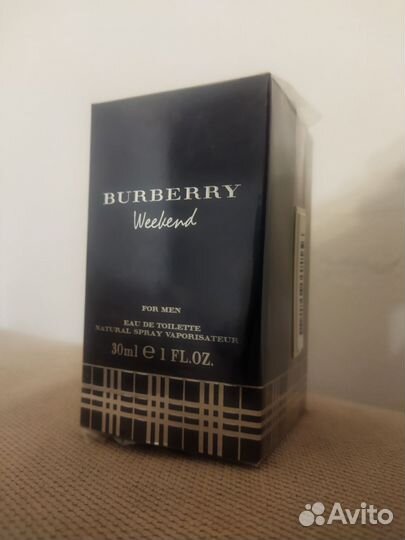 BURBERRY
Weekend
FOR MEN
EAU DE TOILETTE
NATURAL SPRAY VAPORISATEUR
30ml e 1 FL.OZ.
Avito